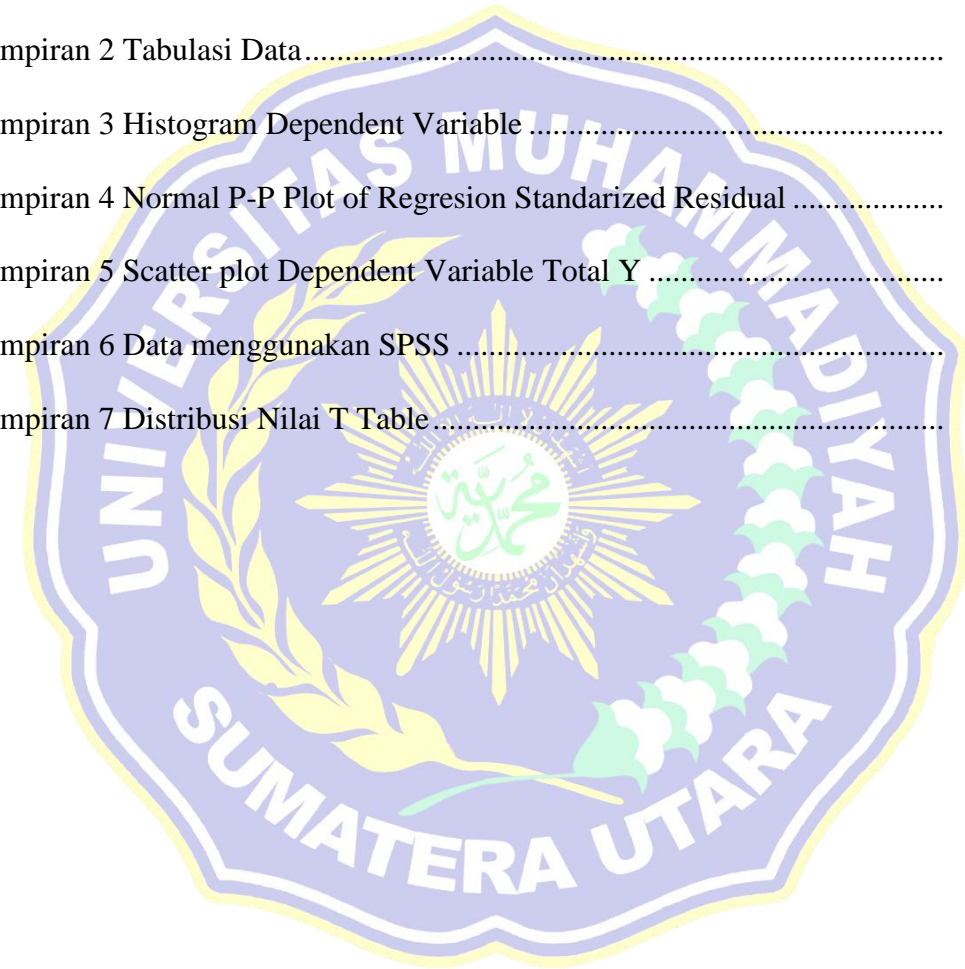 mpiran 2 Tabulasi Data................................................................................
mpiran 3 Histogram Dependent Variable ....................................................
mpiran 4 Normal P-P Plot of Regresion Standarized Residual ...................
mpiran 5 Scatter plot Dependent Variable Total Y .....................................
mpiran 6 Data menggunakan SPSS .............................................................
mpiran 7 Distribusi Nilai T Table................................................................
UNIVERSITAS MUHAMMADIYAH
محمدية
SUMATERA UTARA